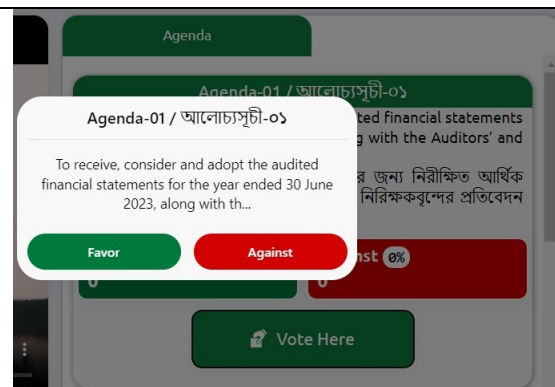 Agenda
Agenda-01 / আলোচ্যসূচী-০১
ted financial statements
g with the Auditors' and
র জন্য নিরীক্ষিত আর্থিক
নিরিক্ষকবৃন্দের প্রতিবেদন
Agenda-01 / আলোচ্যসূচী-০১
To receive, consider and adopt the audited
financial statements for the year ended 30 June
2023, along with th...
Favor
Against
nst 0%
0
0
Vote Here